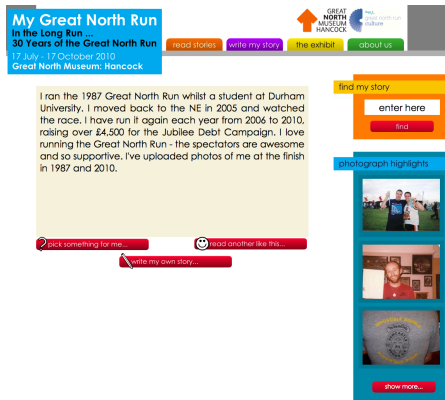 My Great North Run
In the Long Run ...
30 Years of the Great North Run
17 July - 17 October 2010
Great North Museum: Hancock
GREAT
NORTH
MUSEUM
HANCOCK
great north run
culture
read stories
write my story
the exhibit
about us
I ran the 1987 Great North Run whilst a student at Durham
University. I moved back to the NE in 2005 and watched
the race. I have run it again each year from 2006 to 2010,
raising over £4,500 for the Jubilee Debt Campaign. I love
running the Great North Run - the spectators are awesome
and so supportive. I've uploaded photos of me at the finish
in 1987 and 2010.
pick something for me...
read another like this...
write my own story...
find my story
enter here
find
photograph highlights
show more...